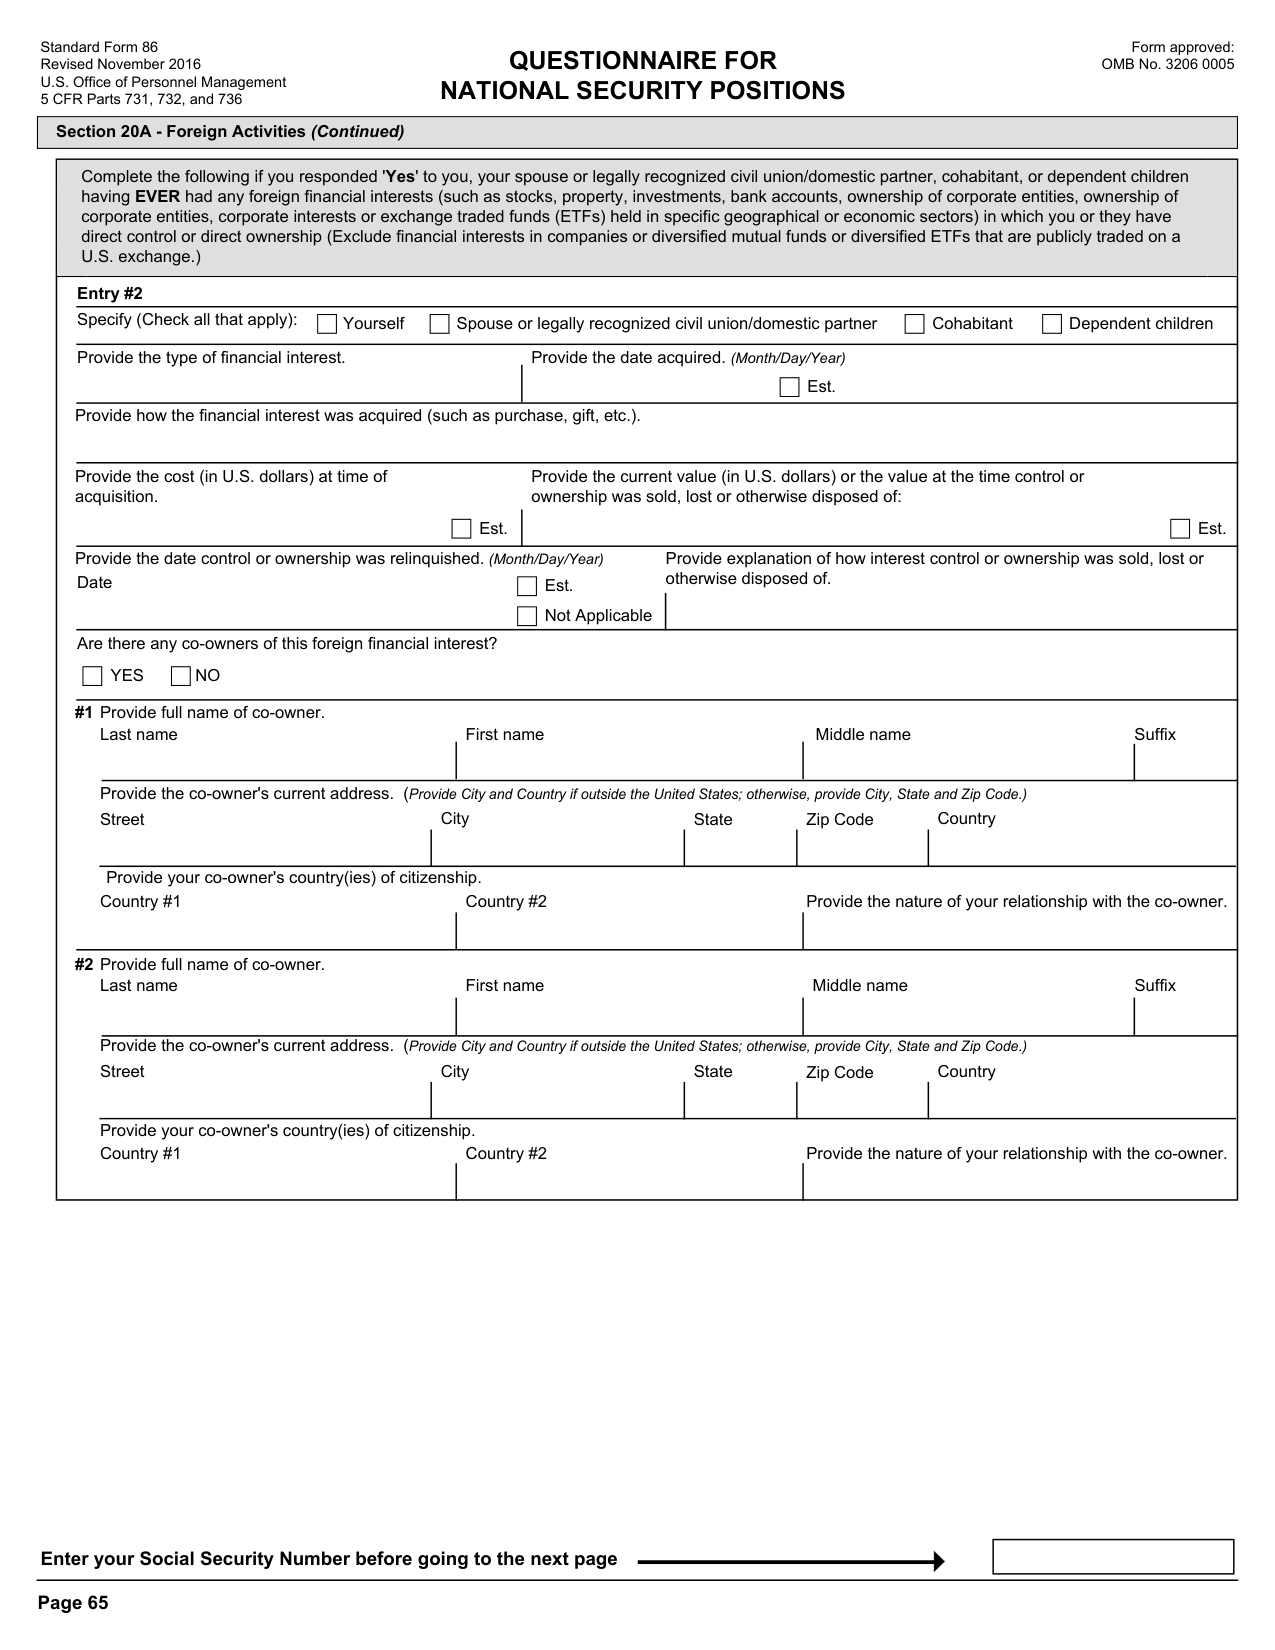 Standard Form 86
Revised November 2016
U.S. Office of Personnel Management
5 CFR Parts 731, 732, and 736
QUESTIONNAIRE FOR
NATIONAL SECURITY POSITIONS
Form approved:
OMB No. 3206 0005
Section 20A - Foreign Activities (Continued)
Complete the following if you responded 'Yes' to you, your spouse or legally recognized civil union/domestic partner, cohabitant, or dependent children
having EVER had any foreign financial interests (such as stocks, property, investments, bank accounts, ownership of corporate entities, ownership of
corporate entities, corporate interests or exchange traded funds (ETFs) held in specific geographical or economic sectors) in which you or they have
direct control or direct ownership (Exclude financial interests in companies or diversified mutual funds or diversified ETFs that are publicly traded on a
U.S. exchange.)
Entry #2
Specify (Check all that apply): Yourself Spouse or legally recognized civil union/domestic partner Cohabitant Dependent children
Provide the type of financial interest. Provide the date acquired. (Month/Day/Year)
Est.
Provide how the financial interest was acquired (such as purchase, gift, etc.).
Provide the cost (in U.S. dollars) at time of
acquisition.
Est.
Provide the current value (in U.S. dollars) or the value at the time control or
ownership was sold, lost or otherwise disposed of:
Est.
Provide the date control or ownership was relinquished. (Month/Day/Year)
Date
Est.
Not Applicable
Provide explanation of how interest control or ownership was sold, lost or
otherwise disposed of.
Are there any co-owners of this foreign financial interest?
YES NO
#1 Provide full name of co-owner.
Last name First name Middle name Suffix
Provide the co-owner's current address. (Provide City and Country if outside the United States; otherwise, provide City, State and Zip Code.)
Street City State Zip Code Country
Provide your co-owner's country(ies) of citizenship.
Country #1 Country #2 Provide the nature of your relationship with the co-owner.
#2 Provide full name of co-owner.
Last name First name Middle name Suffix
Provide the co-owner's current address. (Provide City and Country if outside the United States; otherwise, provide City, State and Zip Code.)
Street City State Zip Code Country
Provide your co-owner's country(ies) of citizenship.
Country #1 Country #2 Provide the nature of your relationship with the co-owner.
Enter your Social Security Number before going to the next page
Page 65